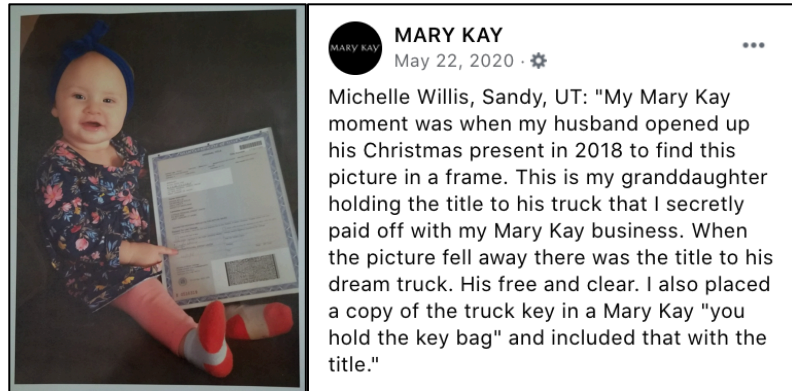 MARY KAY
MARY KAY
May 22, 2020 ·
Michelle Willis, Sandy, UT: "My Mary Kay
moment was when my husband opened up
his Christmas present in 2018 to find this
picture in a frame. This is my granddaughter
holding the title to his truck that I secretly
paid off with my Mary Kay business. When
the picture fell away there was the title to his
dream truck. His free and clear. I also placed
a copy of the truck key in a Mary Kay "you
hold the key bag" and included that with the
title."